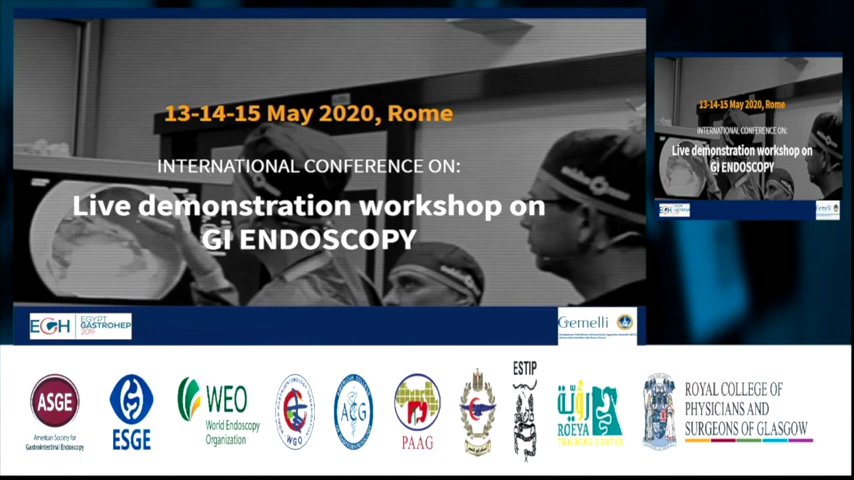 13-14-15 May 2020, Rome
INTERNATIONAL CONFERENCE ON:
Live demonstration workshop on
GI ENDOSCOPY
EGH
EGYPT
GASTROHEP
2019
Gemelli
13-14-15 May 2020, Rome
INTERNATIONAL CONFERENCE ON:
Live demonstration workshop on
GI ENDOSCOPY
EGH
Gemelli
ASGE
American Society for
Gastrointestinal Endoscopy
ESGE
WEO
World Endoscopy
Organization
WGO
ACG
PAAG
ESTIP
رؤية
ROEYA
TRAINING CENTER
ROYAL COLLEGE OF
PHYSICIANS AND
SURGEONS OF GLASGOW